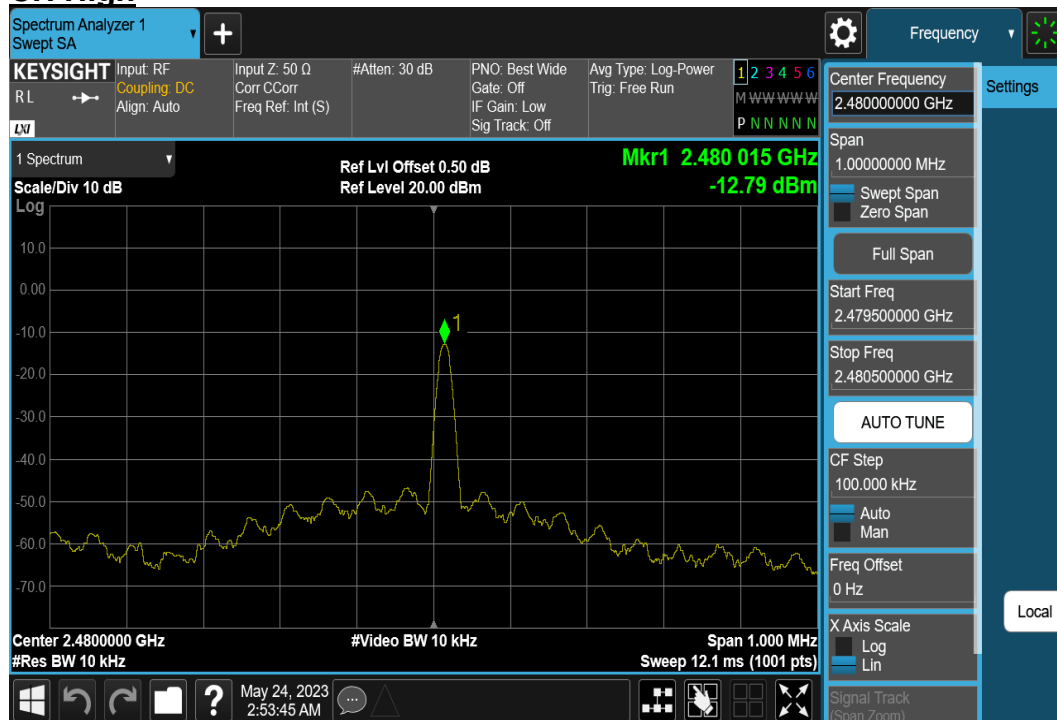 Spectrum Analyzer 1
Swept SA
Frequency
KEYSIGHT
RL
LXI
Input: RF
Coupling: DC
Align: Auto
Input Z: 50 Ω
Corr CCorr
Freq Ref: Int (S)
#Atten: 30 dB
PNO: Best Wide
Gate: Off
IF Gain: Low
Sig Track: Off
Avg Type: Log-Power
Trig: Free Run
1 2 3 4 5 6
M W W W W W
P N N N N N
1 Spectrum
Scale/Div 10 dB
Log
Ref Lvl Offset 0.50 dB
Ref Level 20.00 dBm
Mkr1 2.480 015 GHz
-12.79 dBm
1
10.0
0.00
-10.0
-20.0
-30.0
-40.0
-50.0
-60.0
-70.0
Center 2.4800000 GHz
#Res BW 10 kHz
#Video BW 10 kHz
Span 1.000 MHz
Sweep 12.1 ms (1001 pts)
May 24, 2023
2:53:45 AM
Center Frequency
2.480000000 GHz
Span
1.00000000 MHz
Swept Span
Zero Span
Full Span
Start Freq
2.479500000 GHz
Stop Freq
2.480500000 GHz
AUTO TUNE
CF Step
100.000 kHz
Auto
Man
Freq Offset
0 Hz
X Axis Scale
Log
Lin
Signal Track
(Span Zoom)
Settings
Local